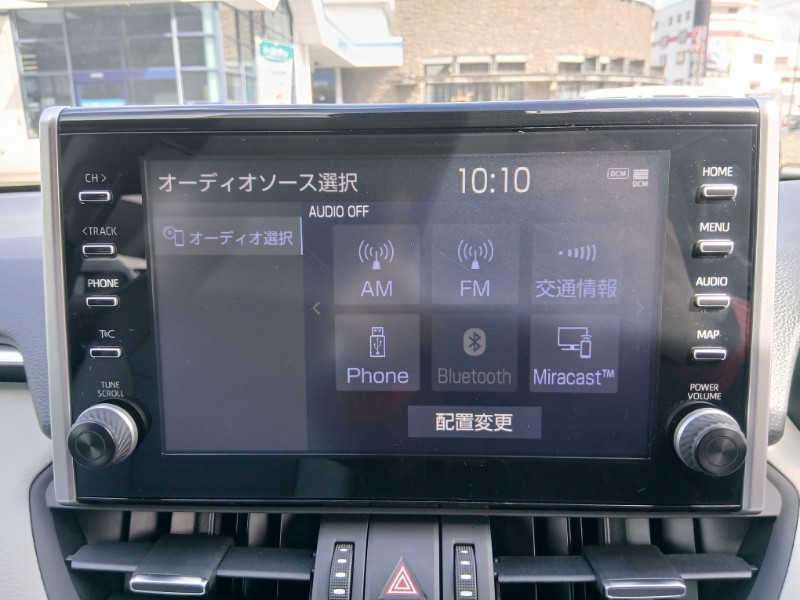 オーディオソース選択
10:10
DCM
DCM
AUDIO OFF
オーディオ選択
AM
FM
交通情報
Phone
Bluetooth
Miracast™
配置変更
CH >
< TRACK
PHONE
T&C
TUNE
SCROLL
HOME
MENU
AUDIO
MAP
POWER
VOLUME